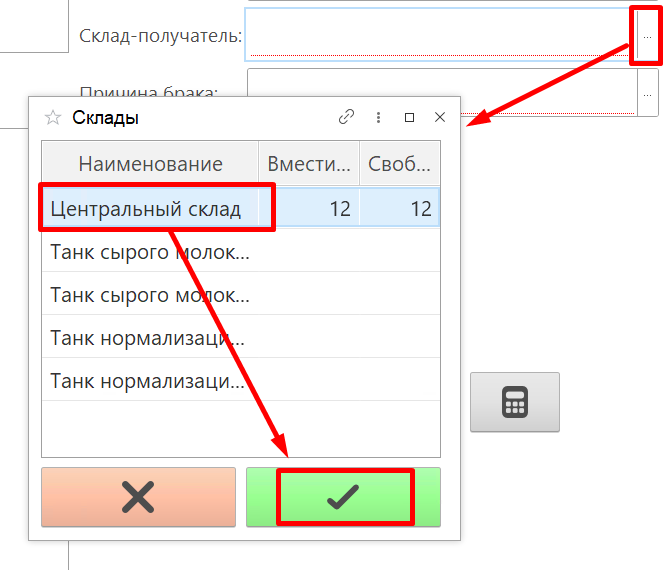 Склад-получатель:
...
Причина брака:
...
Склады
Наименование Вмести... Своб...
Центральный склад 12 12
Танк сырого молок...
Танк сырого молок...
Танк нормализаци...
Танк нормализаци...